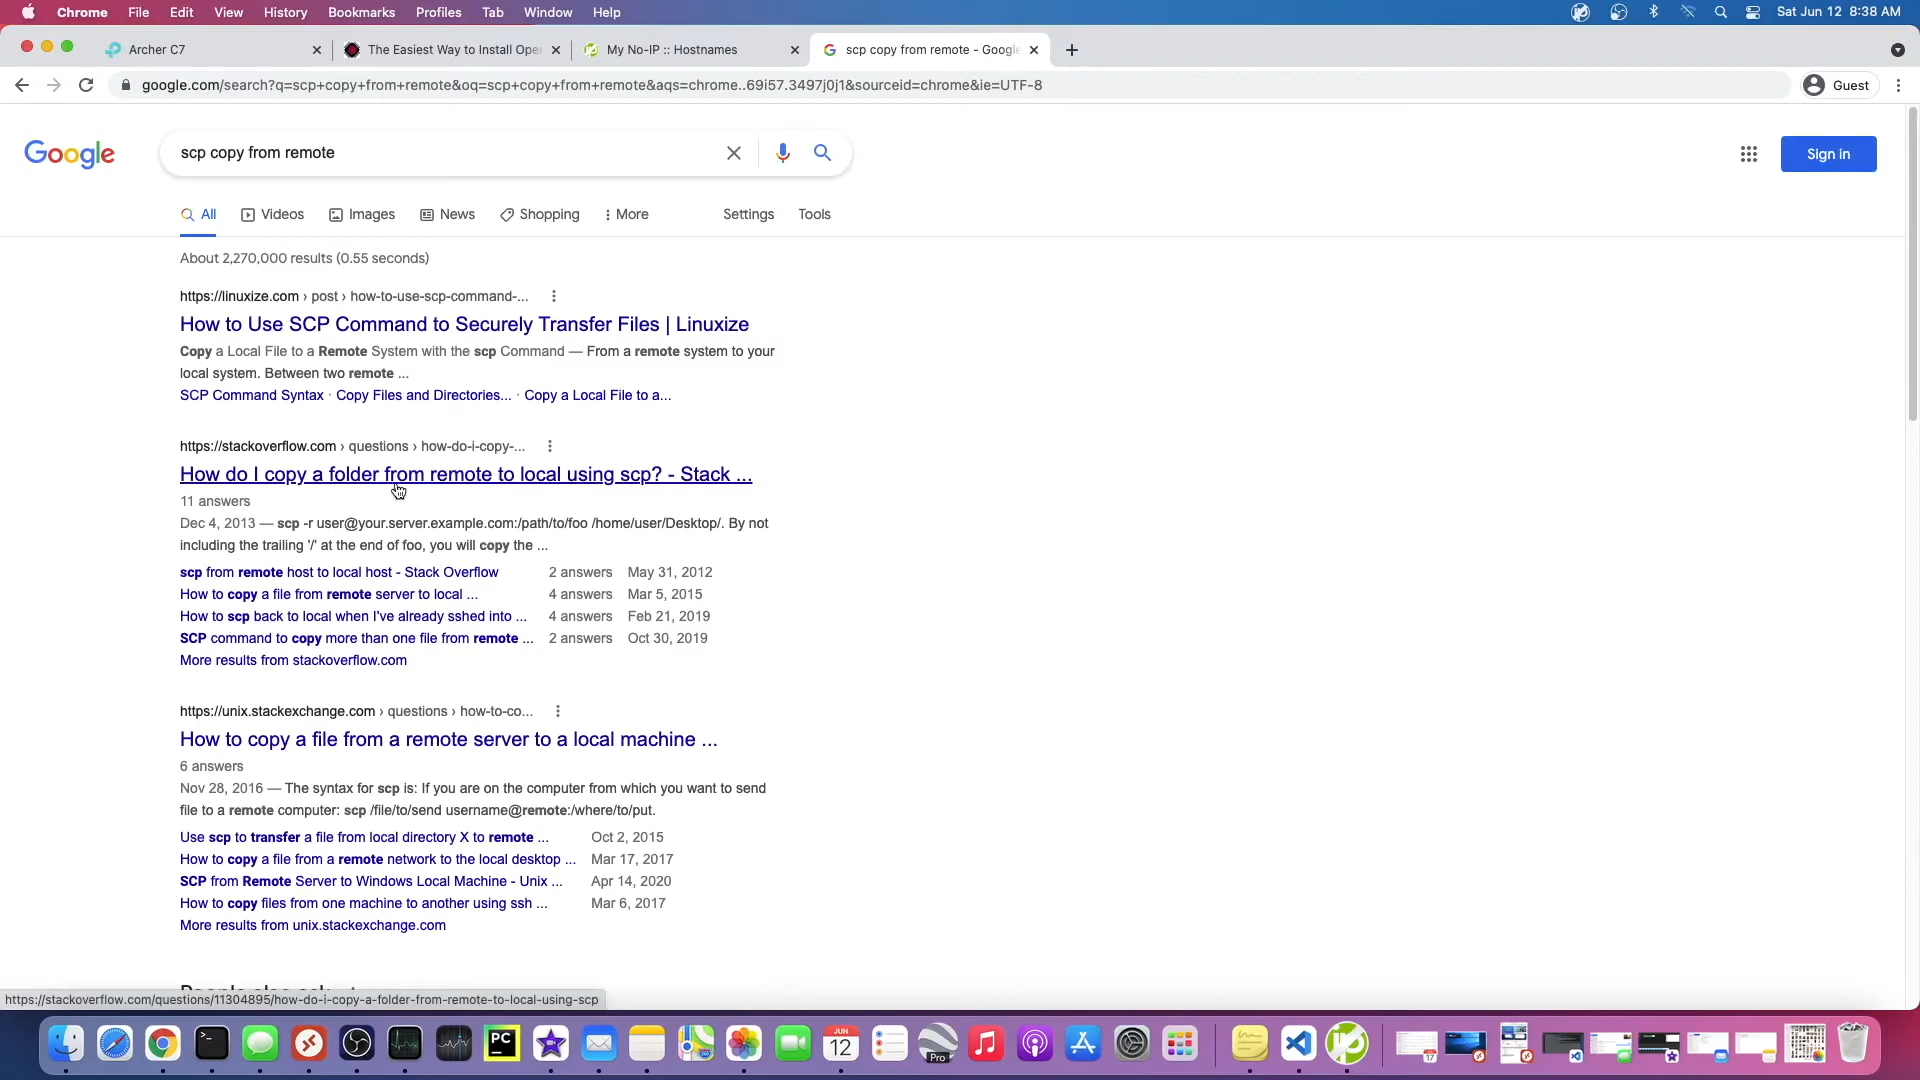 Chrome File Edit View History Bookmarks Profiles Tab Window Help Sat Jun 12 8:38 AM
Archer C7 The Easiest Way to Install Ope My No-IP :: Hostnames scp copy from remote - Google
google.com/search?q=scp+copy+from+remote&oq=scp+copy+from+remote&aqs=chrome..69i57.3497j0j1&sourceid=chrome&ie=UTF-8 Guest
Google scp copy from remote Sign in
All Videos Images News Shopping More Settings Tools
About 2,270,000 results (0.55 seconds)
https://linuxize.com › post › how-to-use-scp-command-...
How to Use SCP Command to Securely Transfer Files | Linuxize
Copy a Local File to a Remote System with the scp Command — From a remote system to your
local system. Between two remote ...
SCP Command Syntax · Copy Files and Directories... · Copy a Local File to a...
https://stackoverflow.com › questions › how-do-i-copy-...
How do I copy a folder from remote to local using scp? - Stack ...
11 answers
Dec 4, 2013 — scp -r user@your.server.example.com:/path/to/foo /home/user/Desktop/. By not
including the trailing '/' at the end of foo, you will copy the ...
scp from remote host to local host - Stack Overflow 2 answers May 31, 2012
How to copy a file from remote server to local ... 4 answers Mar 5, 2015
How to scp back to local when I've already sshed into ... 4 answers Feb 21, 2019
SCP command to copy more than one file from remote ... 2 answers Oct 30, 2019
More results from stackoverflow.com
https://unix.stackexchange.com › questions › how-to-co...
How to copy a file from a remote server to a local machine ...
6 answers
Nov 28, 2016 — The syntax for scp is: If you are on the computer from which you want to send
file to a remote computer: scp /file/to/send username@remote:/where/to/put.
Use scp to transfer a file from local directory X to remote ... Oct 2, 2015
How to copy a file from a remote network to the local desktop ... Mar 17, 2017
SCP from Remote Server to Windows Local Machine - Unix ... Apr 14, 2020
How to copy files from one machine to another using ssh ... Mar 6, 2017
More results from unix.stackexchange.com
https://stackoverflow.com/questions/11304895/how-do-i-copy-a-folder-from-remote-to-local-using-scp
PC JUN 12 Pro 17